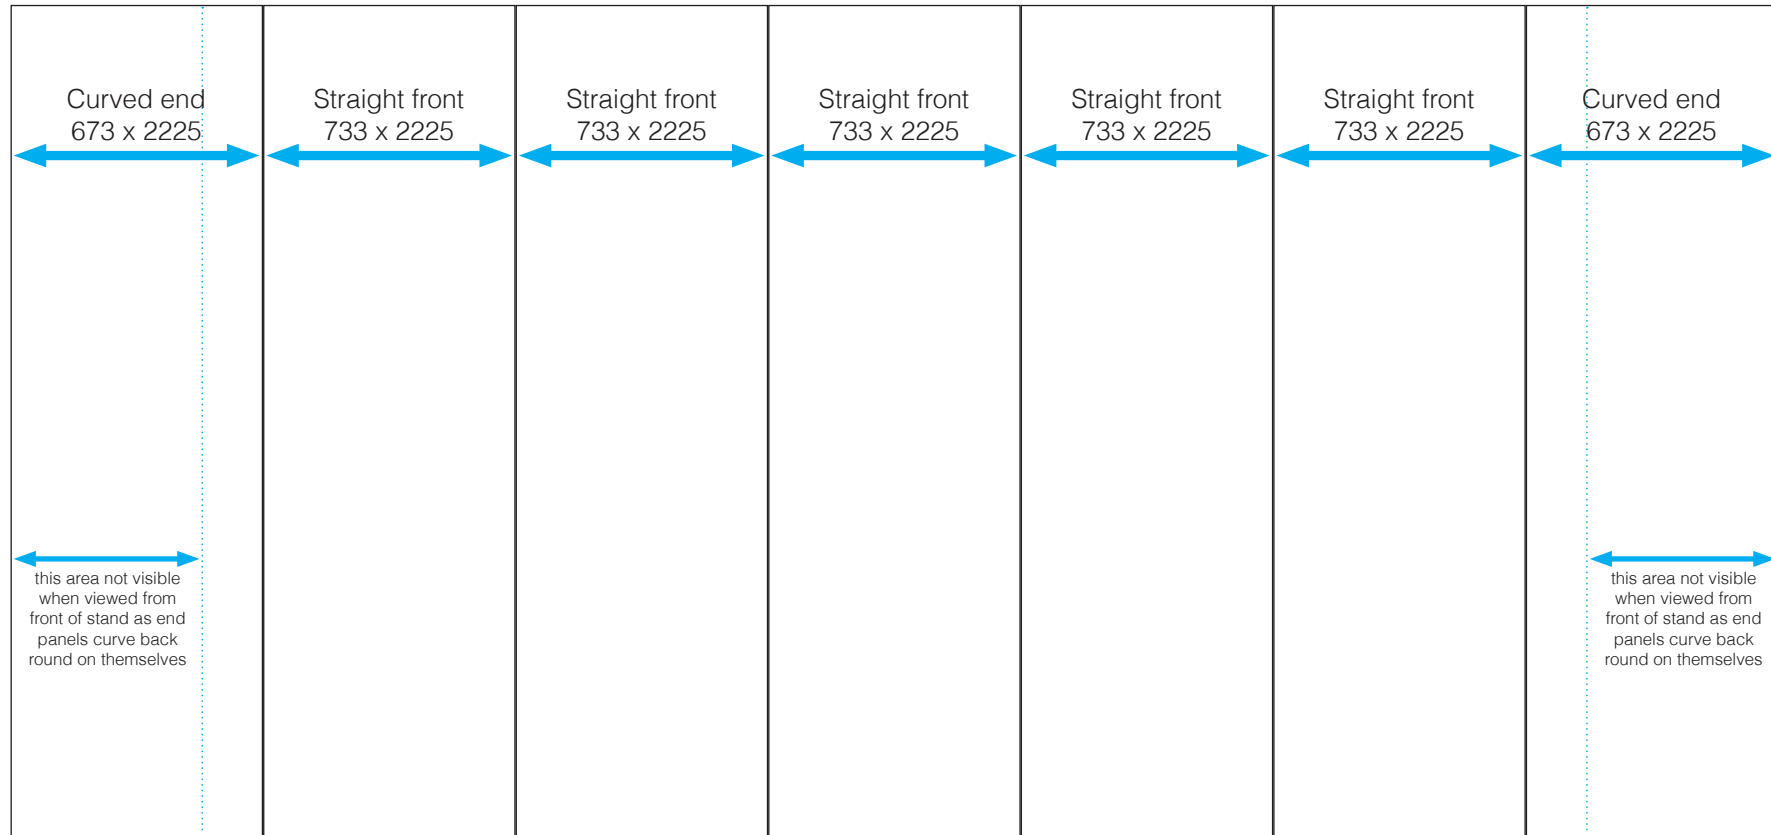 Curved end
673 x 2225
Straight front
733 x 2225
Straight front
733 x 2225
Straight front
733 x 2225
Straight front
733 x 2225
Straight front
733 x 2225
Curved end
673 x 2225
this area not visible
when viewed from
front of stand as end
panels curve back
round on themselves
this area not visible
when viewed from
front of stand as end
panels curve back
round on themselves